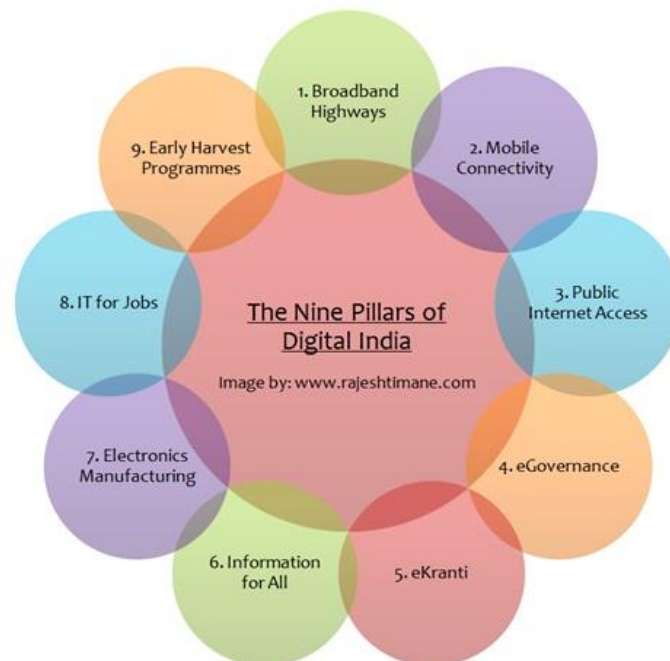 The Nine Pillars of
Digital India
Image by: www.rajeshtimane.com
1. Broadband
Highways
2. Mobile
Connectivity
3. Public
Internet Access
4. eGovernance
5. eKranti
6. Information
for All
7. Electronics
Manufacturing
8. IT for Jobs
9. Early Harvest
Programmes